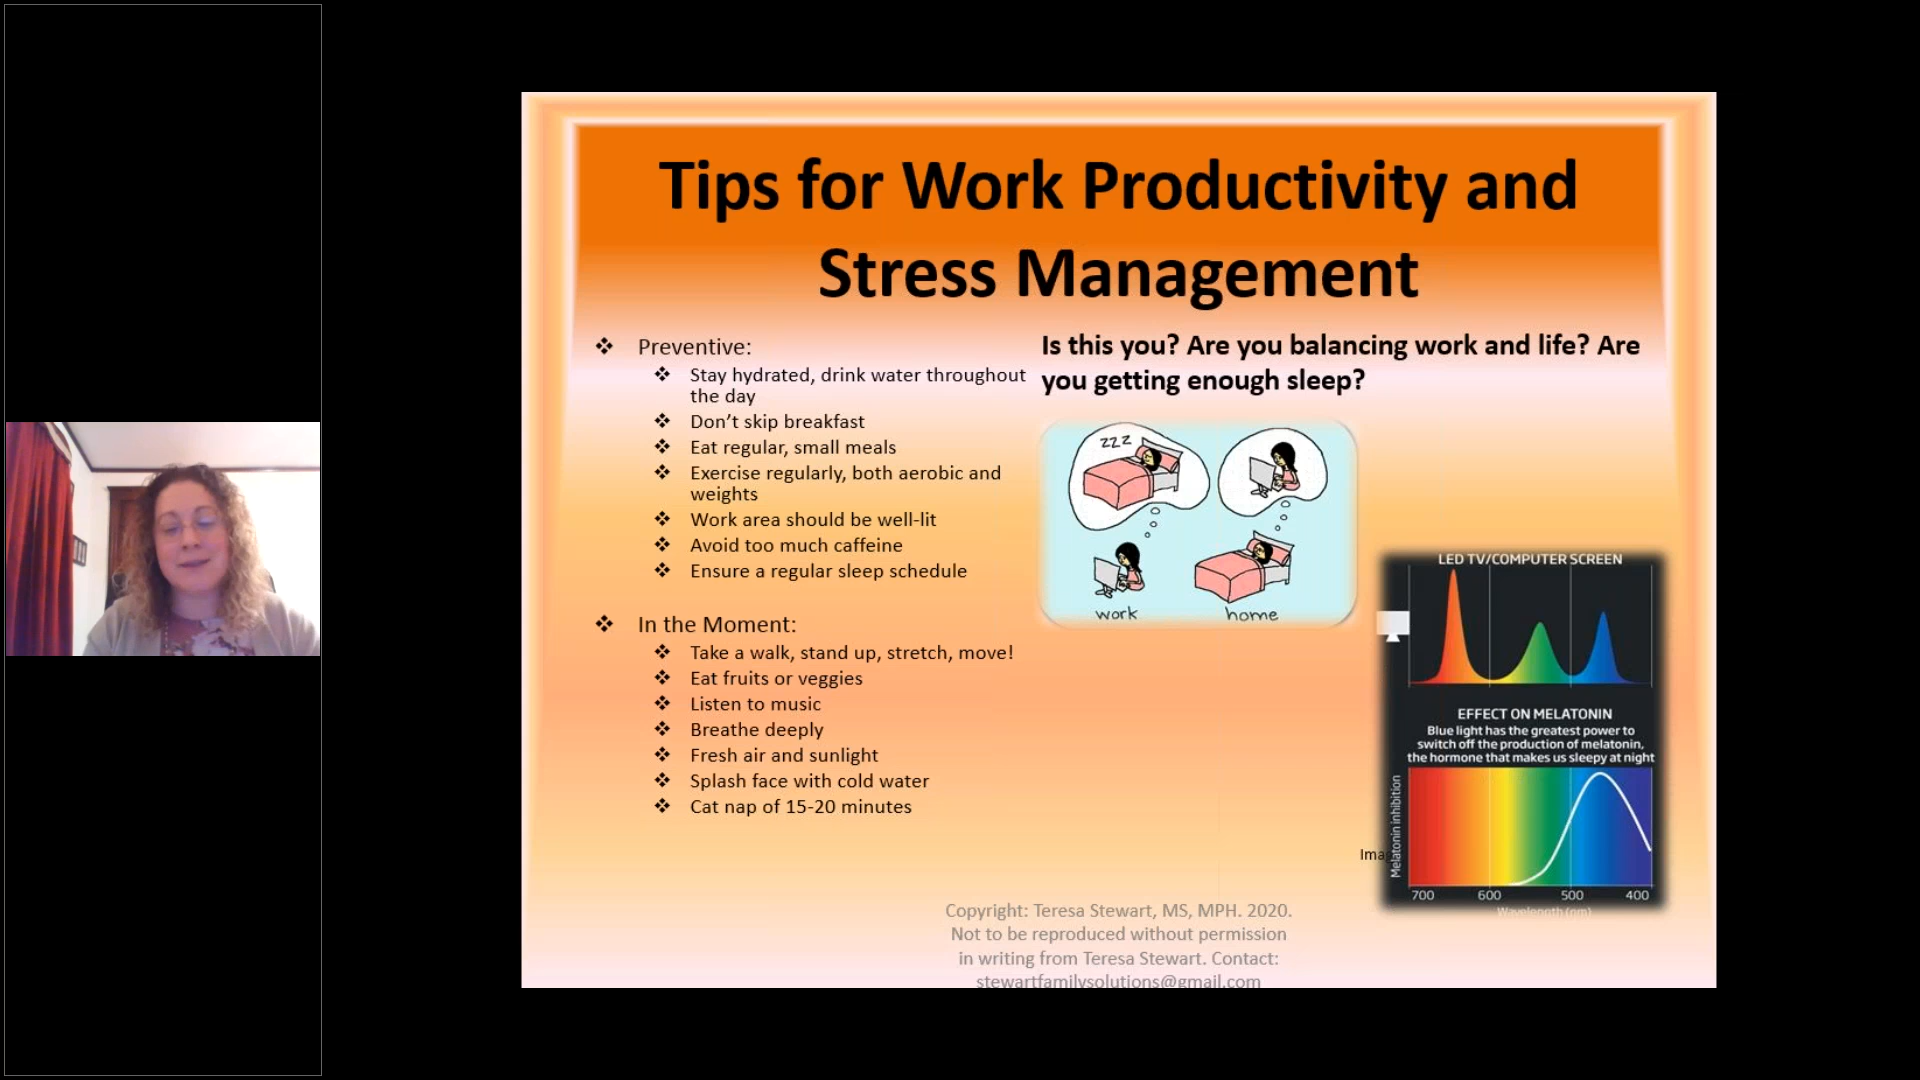 Tips for Work Productivity and
Stress Management
❖ Preventive:
❖ Stay hydrated, drink water throughout
the day
❖ Don’t skip breakfast
❖ Eat regular, small meals
❖ Exercise regularly, both aerobic and
weights
❖ Work area should be well-lit
❖ Avoid too much caffeine
❖ Ensure a regular sleep schedule
❖ In the Moment:
❖ Take a walk, stand up, stretch, move!
❖ Eat fruits or veggies
❖ Listen to music
❖ Breathe deeply
❖ Fresh air and sunlight
❖ Splash face with cold water
❖ Cat nap of 15-20 minutes
Is this you? Are you balancing work and life? Are
you getting enough sleep?
zzz
work
home
LED TV/COMPUTER SCREEN
EFFECT ON MELATONIN
Blue light has the greatest power to
switch off the production of melatonin,
the hormone that makes us sleepy at night
Melatonin inhibition
700 600 500 400
Wavelength (nm)
Copyright: Teresa Stewart, MS, MPH. 2020.
Not to be reproduced without permission
in writing from Teresa Stewart. Contact:
stewartfamilysolutions@gmail.com